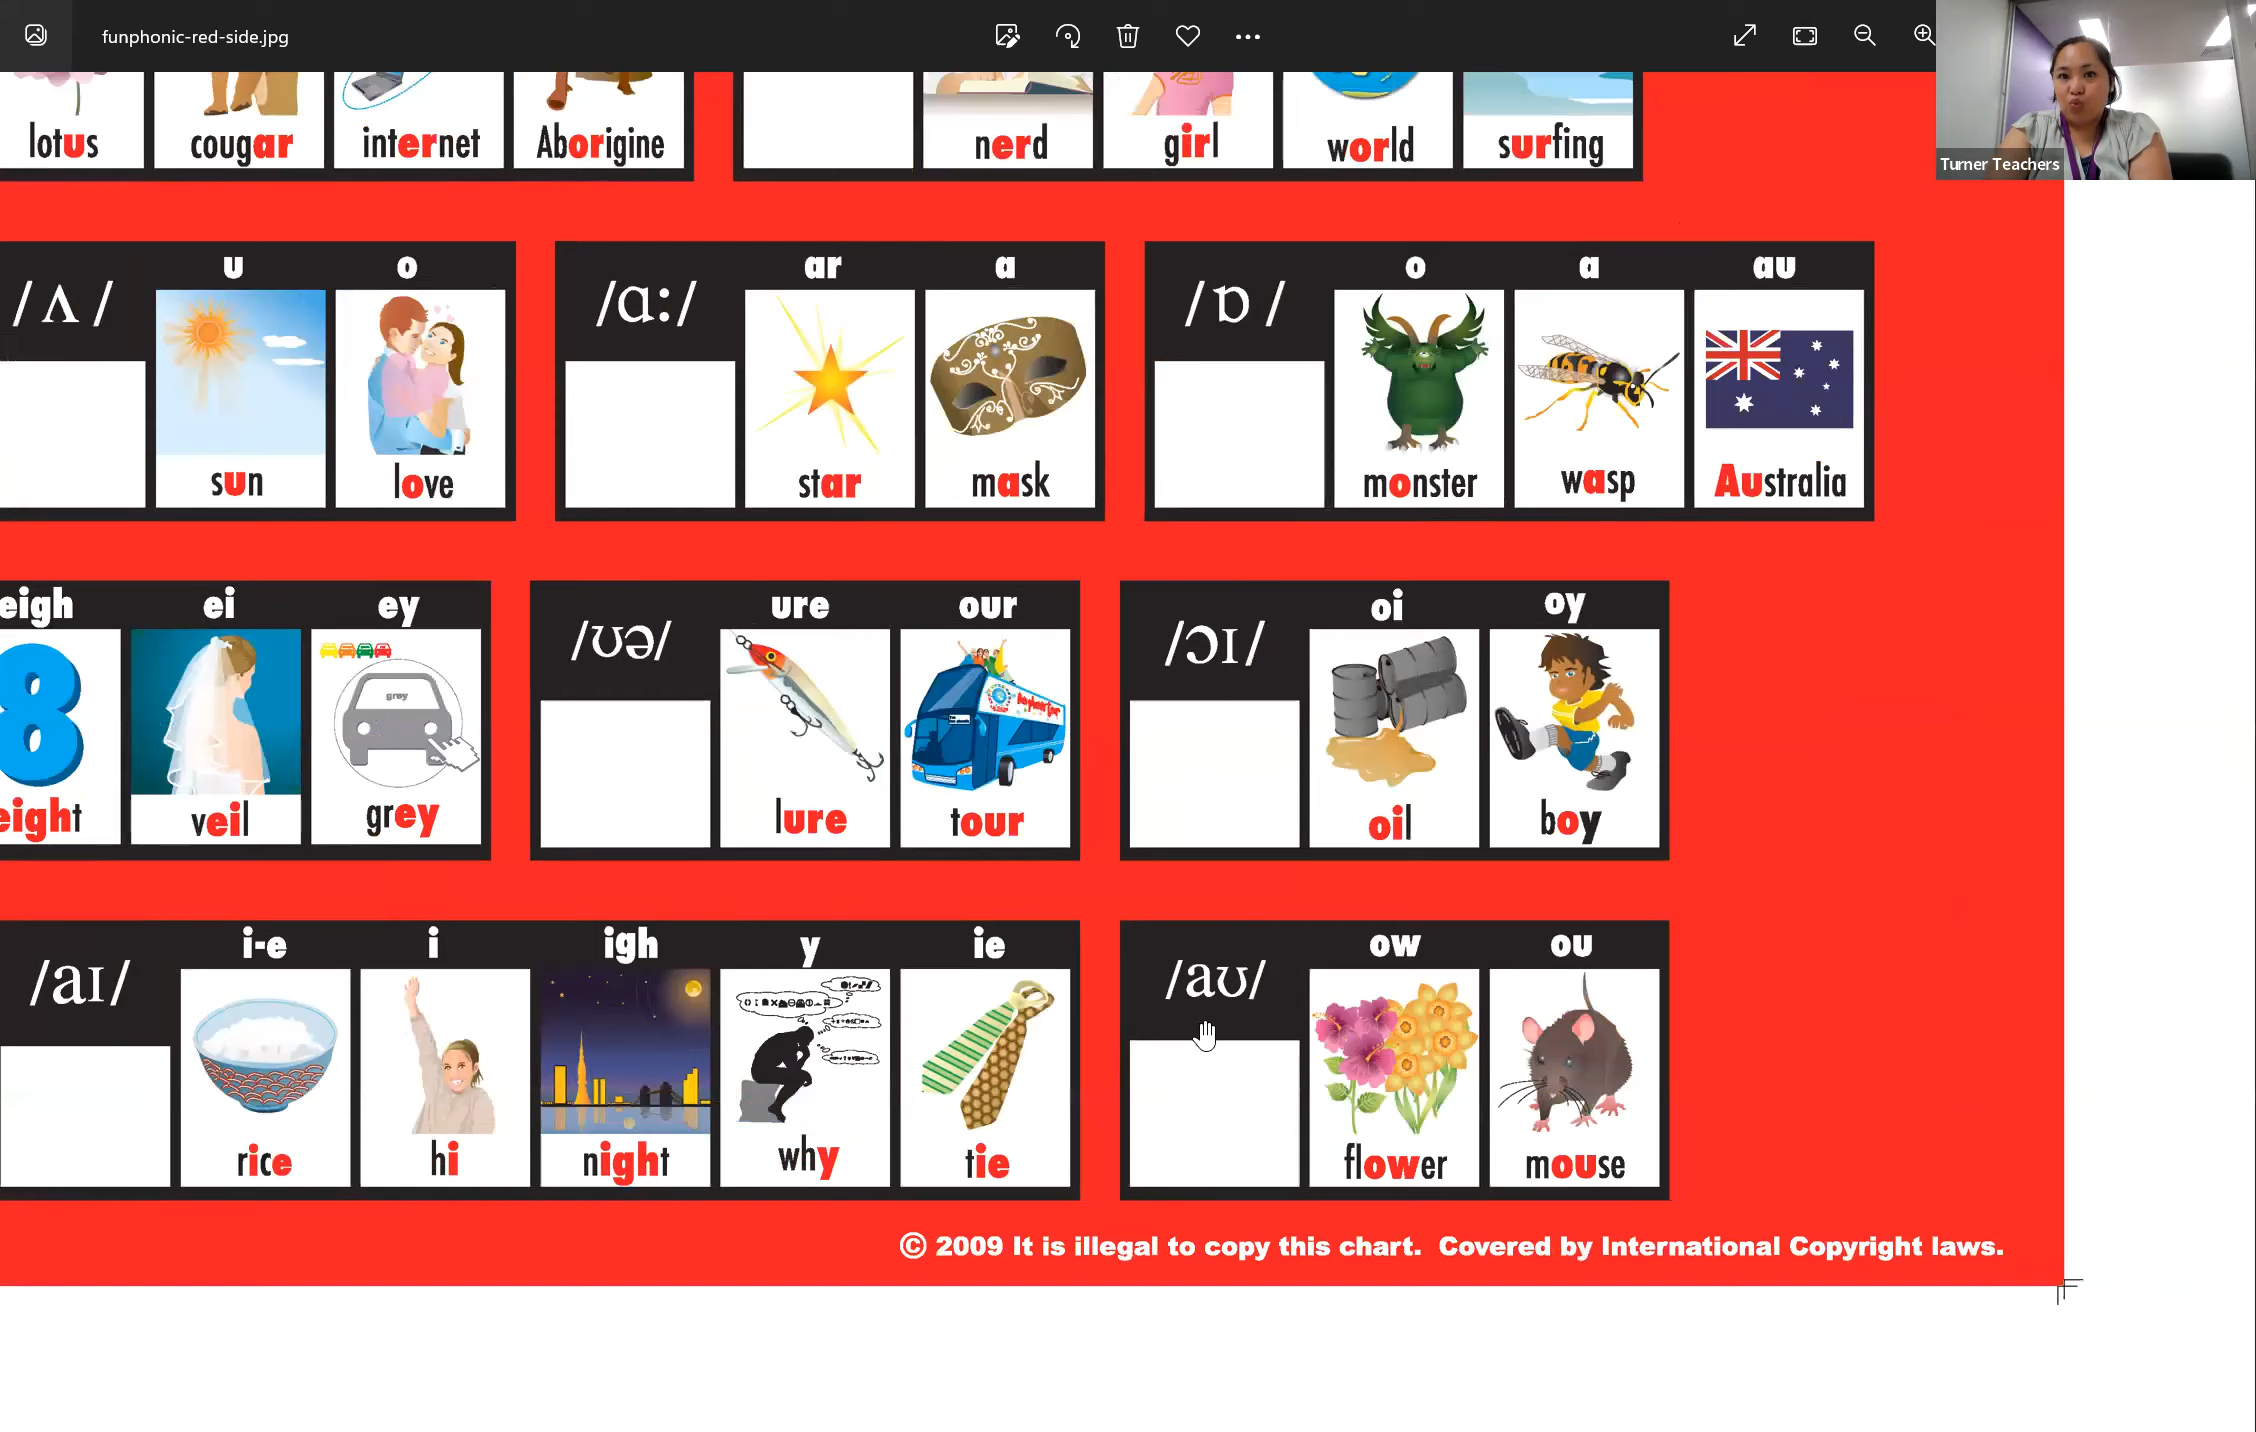 funphonic-red-side.jpg
Turner Teachers
lotus cougar internet Aborigine nerd girl world surfing
/ʌ/ u o /ɑ:/ ar a /ɒ/ o a au
sun love star mask monster wasp Australia
eigh ei ey /ʊə/ ure our /ɔɪ/ oi oy
grey
eight veil grey lure tour oil boy
/aɪ/ i-e i igh y ie /aʊ/ ow ou
rice hi night why tie flower mouse
© 2009 It is illegal to copy this chart. Covered by International Copyright laws.